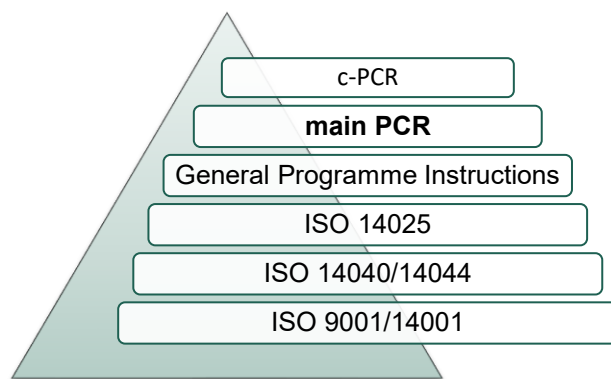 c-PCR
main PCR
General Programme Instructions
ISO 14025
ISO 14040/14044
ISO 9001/14001